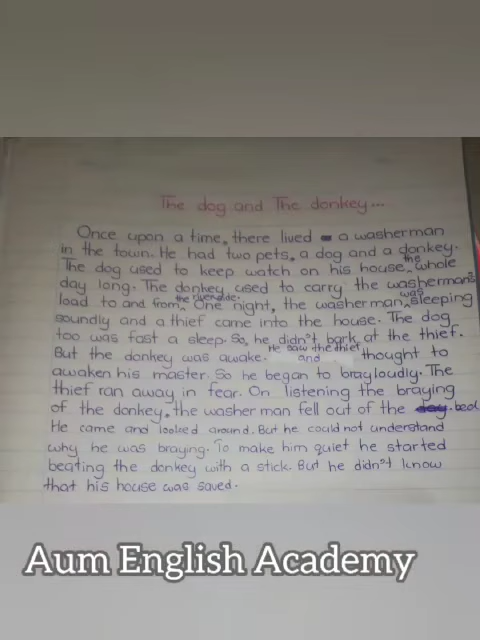 The dog and The donkey...
Once upon a time, there lived a washerman
in the town. He had two pets, a dog and a donkey.
The dog used to keep watch on his house, the whole
day long. The donkey used to carry the washerman's
load to and from the riverside. One night, the washerman was sleeping
soundly and a thief came into the house. The dog
too was fast a sleep. So, he didn't bark at the thief.
But the donkey was awake. He saw the thief and thought to
awaken his master. So he began to bray loudly. The
thief ran away in fear. On listening the braying
of the donkey, the washer man fell out of the bed.
He came and looked around. But he could not understand
why he was braying. To make him quiet he started
beating the donkey with a stick. But he didn't know
that his house was saved.
Aum English Academy